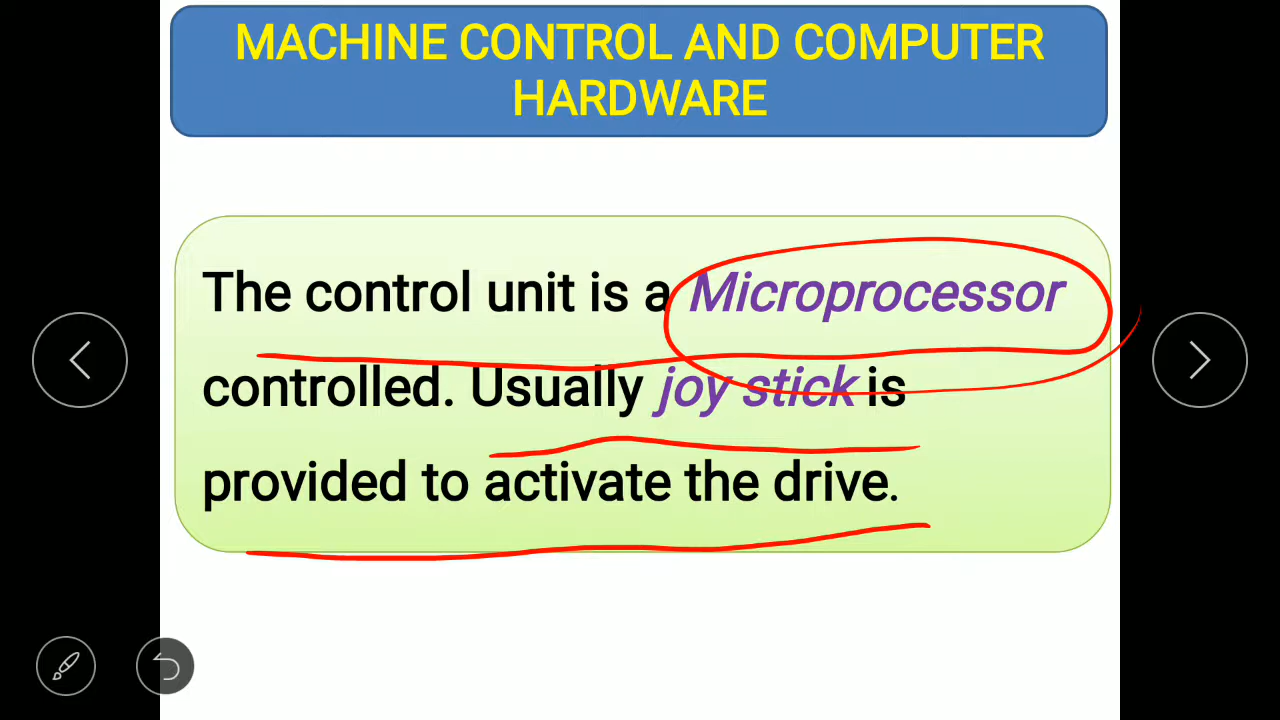 MACHINE CONTROL AND COMPUTER
HARDWARE
The control unit is a Microprocessor
controlled. Usually joy stick is
provided to activate the drive.